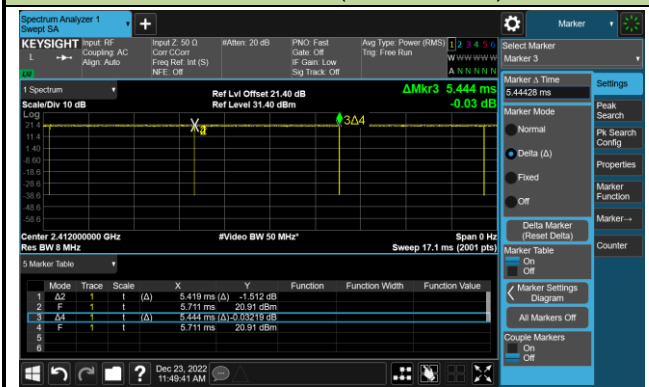 Spectrum Analyzer 1
Swept SA
Marker
KEYSIGHT
L
Input: RF
Coupling: AC
Align: Auto
Input Z: 50 Ω
Corr CCorr
Freq Ref: Int (S)
NFE: Off
#Atten: 20 dB
PNO: Fast
Gate: Off
IF Gain: Low
Sig Track: Off
Avg Type: Power (RMS)
Trig: Free Run
1 2 3 4 5 6
W W W W W W
A N N N N N
Select Marker
Marker 3
1 Spectrum
Scale/Div 10 dB
Log
Ref Lvl Offset 21.40 dB
Ref Level 31.40 dBm
ΔMkr3 5.444 ms
-0.03 dB
21.4
11.4
1.40
-8.60
-18.6
-28.6
-38.6
-48.6
-58.6
3Δ4
Center 2.412000000 GHz
Res BW 8 MHz
#Video BW 50 MHz*
Span 0 Hz
Sweep 17.1 ms (2001 pts)
5 Marker Table
Mode Trace Scale X Y Function Function Width Function Value
1 Δ2 1 t (Δ) 5.419 ms (Δ) -1.512 dB
2 F 1 t 5.711 ms 20.91 dBm
3 Δ4 1 t (Δ) 5.444 ms (Δ) -0.03219 dB
4 F 1 t 5.711 ms 20.91 dBm
5
6
Marker Δ Time
5.44428 ms
Marker Mode
Normal
Delta (Δ)
Fixed
Off
Delta Marker
(Reset Delta)
Marker Table
On
Off
Marker Settings
Diagram
All Markers Off
Couple Markers
On
Off
Settings
Peak
Search
Pk Search
Config
Properties
Marker
Function
Marker→
Counter
Dec 23, 2022
11:49:41 AM